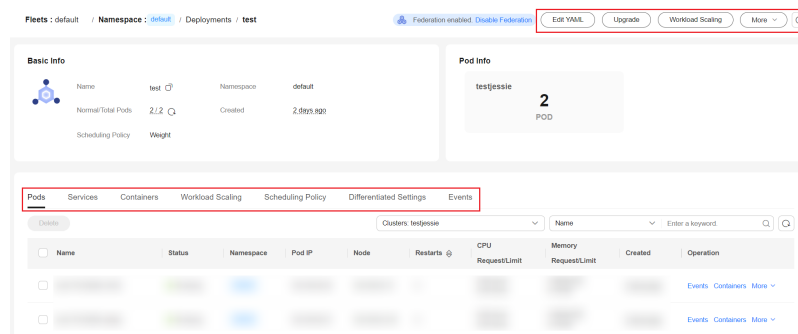 Fleets : default / Namespace : default / Deployments / test Federation enabled. Disable Federation Edit YAML Upgrade Workload Scaling More
Basic Info Pod Info
Name test Namespace default testjessie
Normal/Total Pods 2 / 2 Created 2 days ago 2
POD
Scheduling Policy Weight
Pods Services Containers Workload Scaling Scheduling Policy Differentiated Settings Events
Delete Clusters: testjessie Name Enter a keyword.
Name Status Namespace Pod IP Node Restarts CPU Request/Limit Memory Request/Limit Created Operation
Events Containers More
Events Containers More